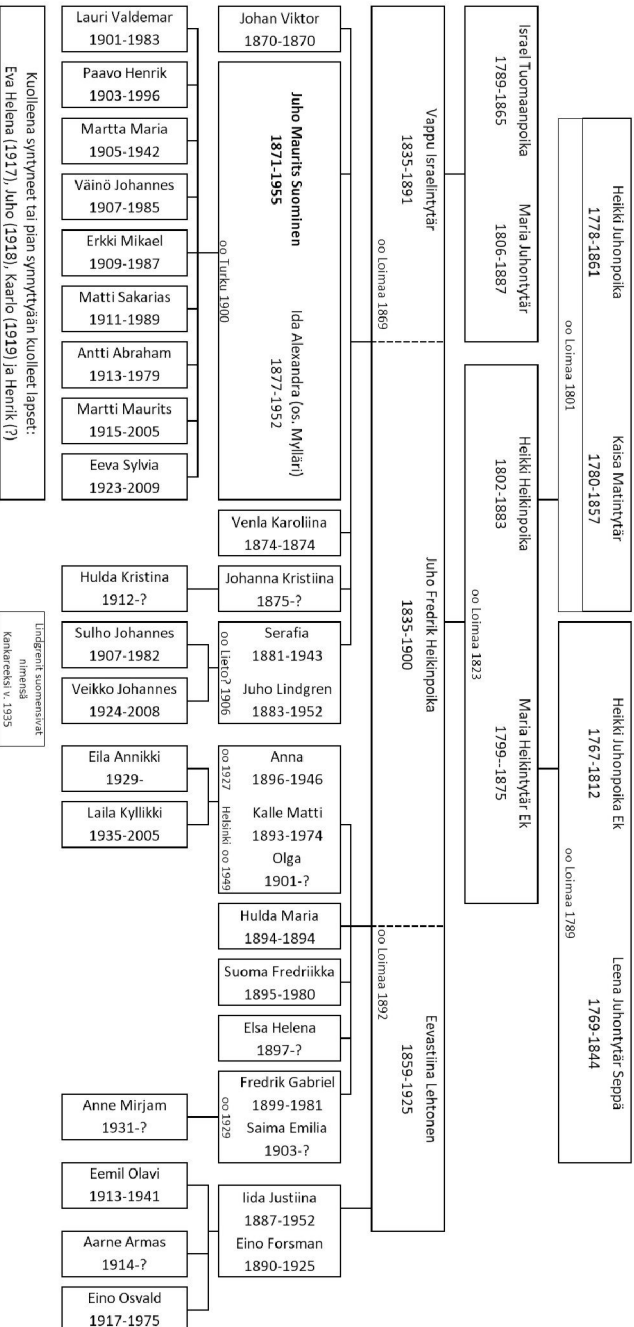 Heikki Juhonpoika
1778-1861
Kaisa Matintytär
1780-1857
oo Loimaa 1801
Heikki Juhonpoika Ek
1767-1812
Leena Juhontytär Seppä
1769-1844
oo Loimaa 1789
Israel Tuomaanpoika
1789-1865
Maria Juhontytär
1806-1887
Heikki Heikinpoika
1802-1883
Maria Heikintytär Ek
1799--1875
oo Loimaa 1823
Vappu Israelintytär
1835-1891
Juho Fredrik Heikinpoika
1835-1900
Eevastiina Lehtonen
1859-1925
oo Loimaa 1869
oo Loimaa 1892
Johan Viktor
1870-1870
Juho Maurits Suominen
1871-1955
Ida Alexandra (os. Mylläri)
1877-1952
oo Turku 1900
Venla Karoliina
1874-1874
Johanna Kristiina
1875-?
Serafia
1881-1943
Juho Lindgren
1883-1952
oo Lieto? 1906
Anna
1896-1946
Kalle Matti
1893-1974
Olga
1901-?
oo 1927
Helsinki oo 1949
Hulda Maria
1894-1894
Suoma Fredriikka
1895-1980
Elsa Helena
1897-?
Fredrik Gabriel
1899-1981
Saima Emilia
1903-?
oo 1929
Iida Justiina
1887-1952
Eino Forsman
1890-1925
Lauri Valdemar
1901-1983
Paavo Henrik
1903-1996
Martta Maria
1905-1942
Väinö Johannes
1907-1985
Erkki Mikael
1909-1987
Matti Sakarias
1911-1989
Antti Abraham
1913-1979
Martti Maurits
1915-2005
Eeva Sylvia
1923-2009
Hulda Kristina
1912-?
Sulho Johannes
1907-1982
Veikko Johannes
1924-2008
Eila Annikki
1929-
Laila Kyllikki
1935-2005
Anne Mirjam
1931-?
Eemil Olavi
1913-1941
Aarne Armas
1914-?
Eino Osvald
1917-1975
Kuolleena syntyneet tai pian synnyttyään kuolleet lapset:
Eva Helena (1917), Juho (1918), Kaarlo (1919) ja Henrik (?)
Lindgrenit suomensivat
nimensä
Kankareeksi v. 1935